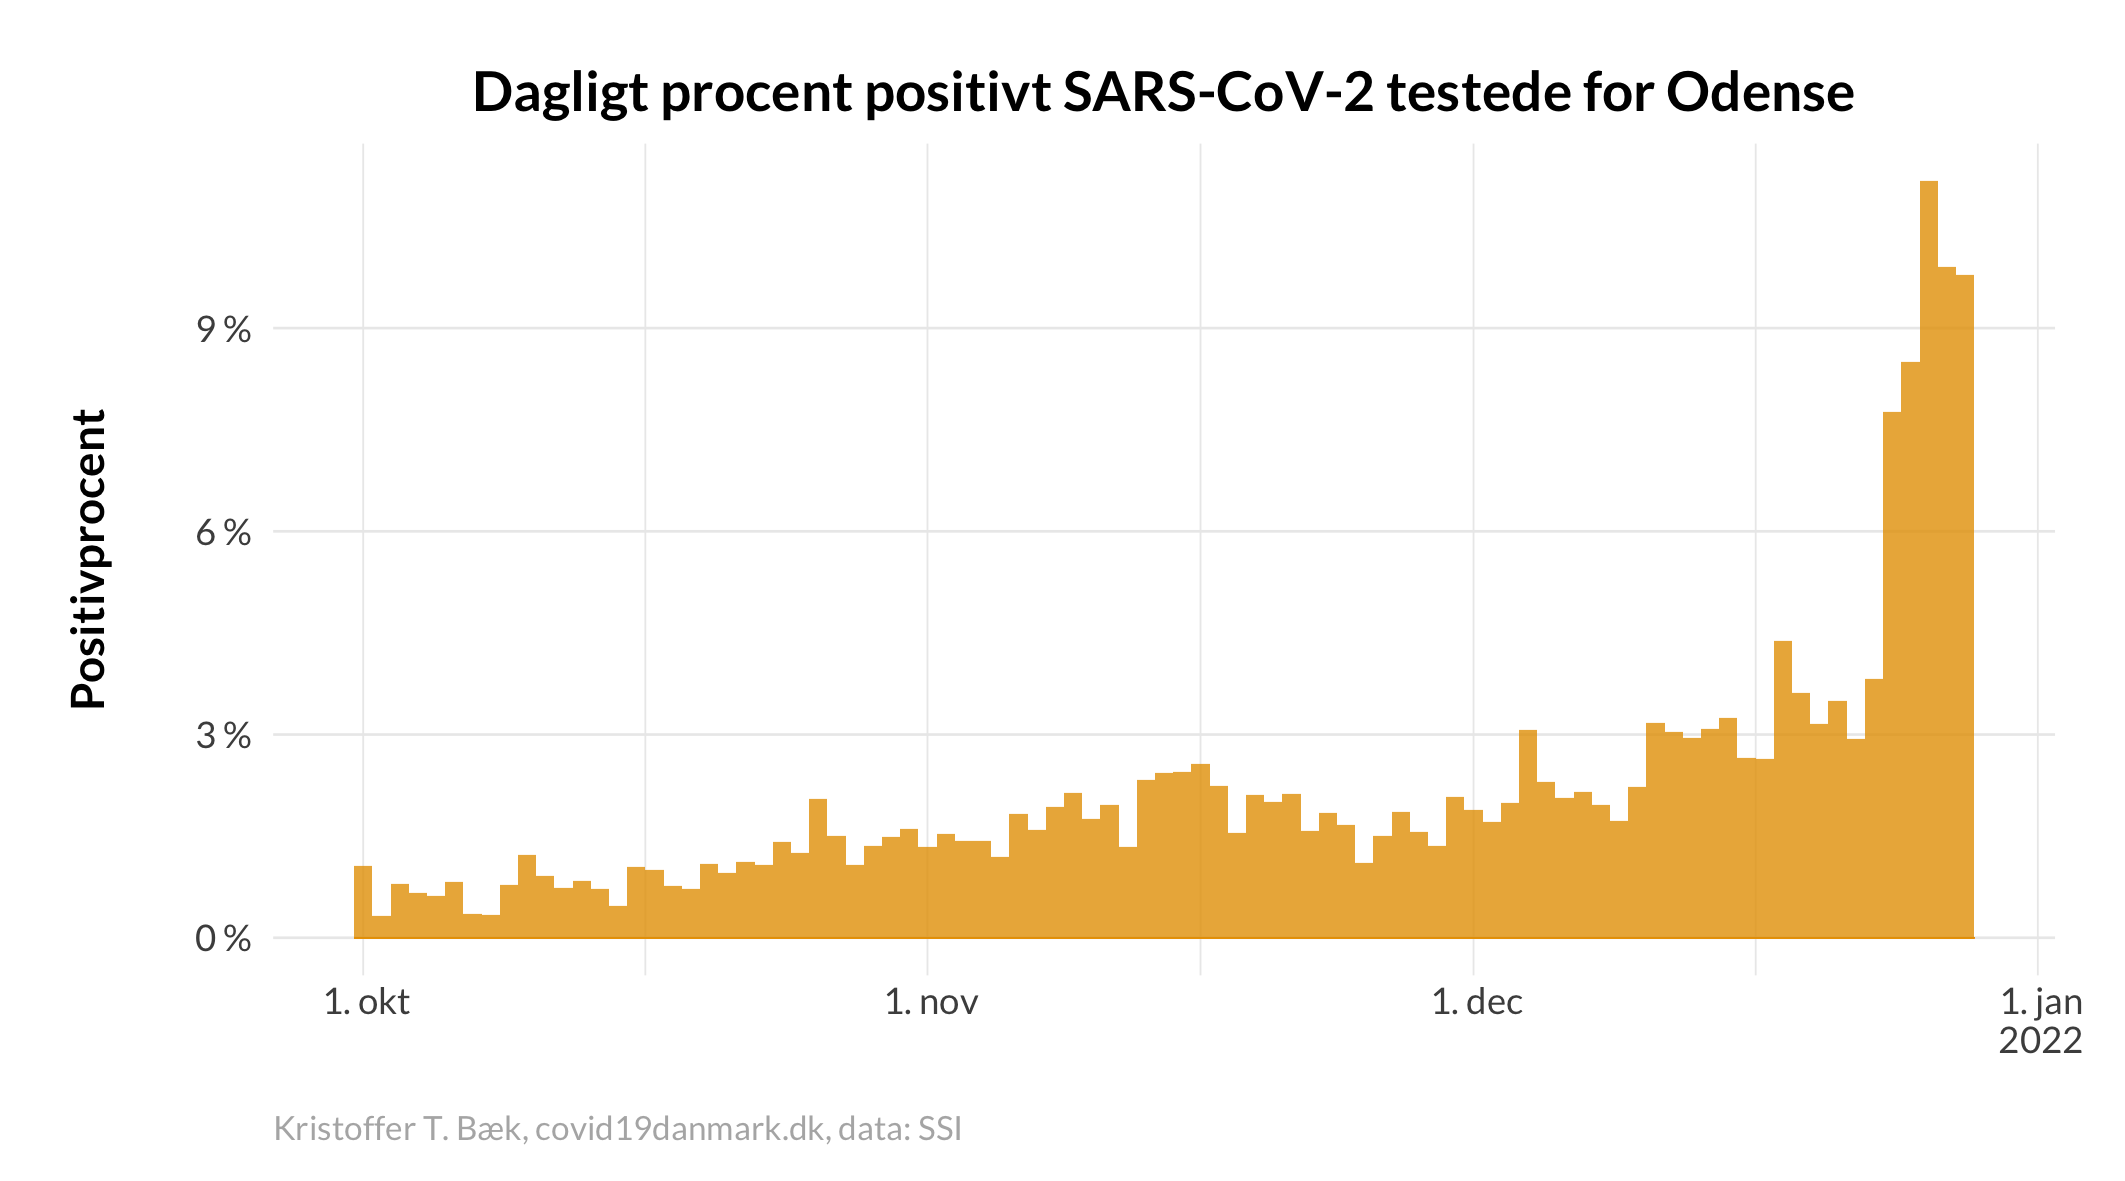 Dagligt procent positivt SARS-CoV-2 testede for Odense
Positivprocent
9 %
6 %
3 %
0 %
1. okt
1. nov
1. dec
1. jan
2022
Kristoffer T. Bæk, covid19danmark.dk, data: SSI